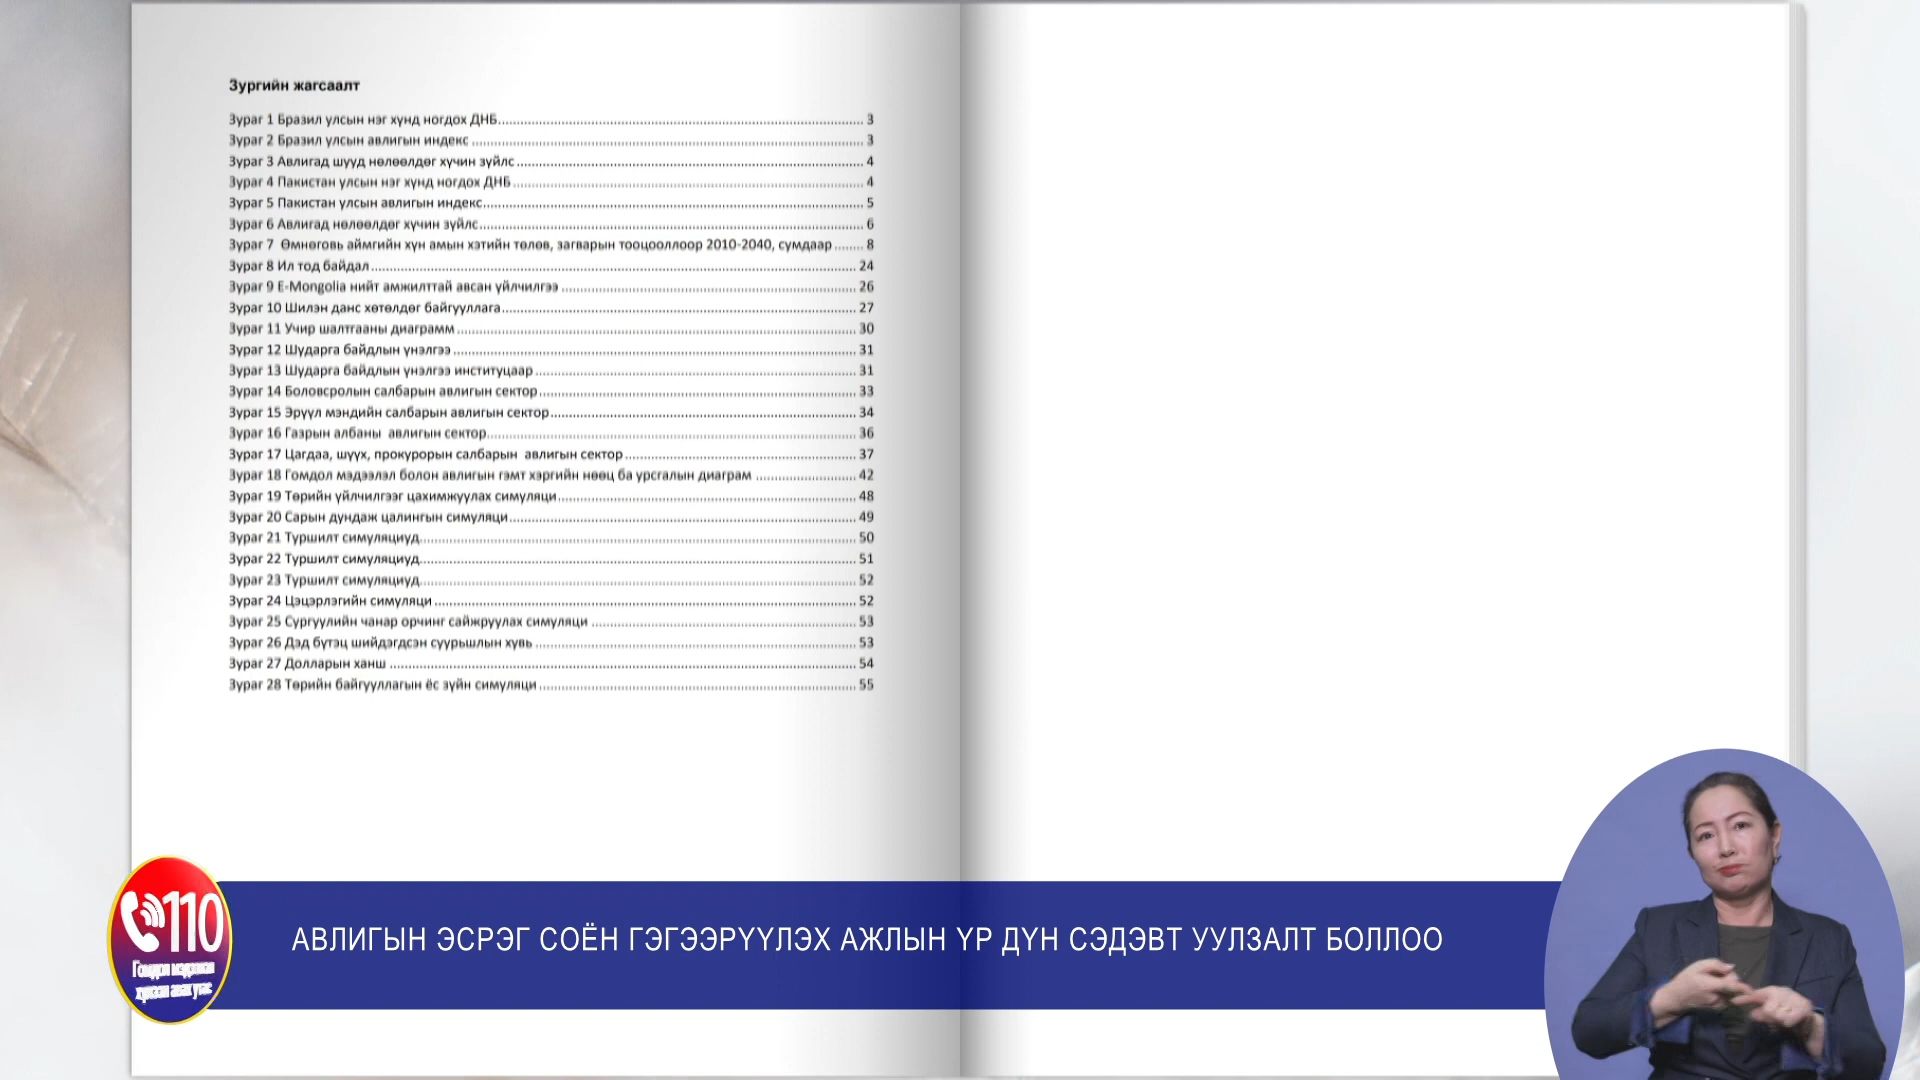 Зургийн жагсаалт
Зураг 1 Бразил улсын нэг хүнд ногдох ДНБ 3
Зураг 2 Бразил улсын авлигын индекс 3
Зураг 3 Авлигад шууд нөлөөлдөг хүчин зүйлс 4
Зураг 4 Пакистан улсын нэг хүнд ногдох ДНБ 4
Зураг 5 Пакистан улсын авлигын индекс 5
Зураг 6 Авлигад нөлөөлдөг хүчин зүйлс 6
Зураг 7 Өмнөговь аймгийн хүн амын хэтийн төлөв, загварын тооцооллоор 2010-2040, сумдаар 8
Зураг 8 Ил тод байдал 24
Зураг 9 E-Mongolia нийт амжилттай авсан үйлчилгээ 26
Зураг 10 Шилэн данс хөтөлдөг байгууллага 27
Зураг 11 Учир шалтгааны диаграмм 30
Зураг 12 Шударга байдлын үнэлгээ 31
Зураг 13 Шударга байдлын үнэлгээ институцаар 31
Зураг 14 Боловсролын салбарын авлигын сектор 33
Зураг 15 Эрүүл мэндийн салбарын авлигын сектор 34
Зураг 16 Газрын албаны авлигын сектор 36
Зураг 17 Цагдаа, шүүх, прокурорын салбарын авлигын сектор 37
Зураг 18 Гомдол мэдээлэл болон авлигын гэмт хэргийн нөөц ба урсгалын диаграм 42
Зураг 19 Төрийн үйлчилгээг цахимжуулах симуляци 48
Зураг 20 Сарын дундаж цалингын симуляци 49
Зураг 21 Туршилт симуляциуд 50
Зураг 22 Туршилт симуляциуд 51
Зураг 23 Туршилт симуляциуд 52
Зураг 24 Цэцэрлэгийн симуляци 52
Зураг 25 Сургуулийн чанар орчинг сайжруулах симуляци 53
Зураг 26 Дэд бүтэц шийдэгдсэн суурьшлын хувь 53
Зураг 27 Долларын ханш 54
Зураг 28 Төрийн байгууллагын ёс зүйн симуляци 55
110
Гомдол мэдээлэл
хүлээн авах утас
АВЛИГЫН ЭСРЭГ СОЁН ГЭГЭЭРҮҮЛЭХ АЖЛЫН ҮР ДҮН СЭДЭВТ УУЛЗАЛТ БОЛЛОО